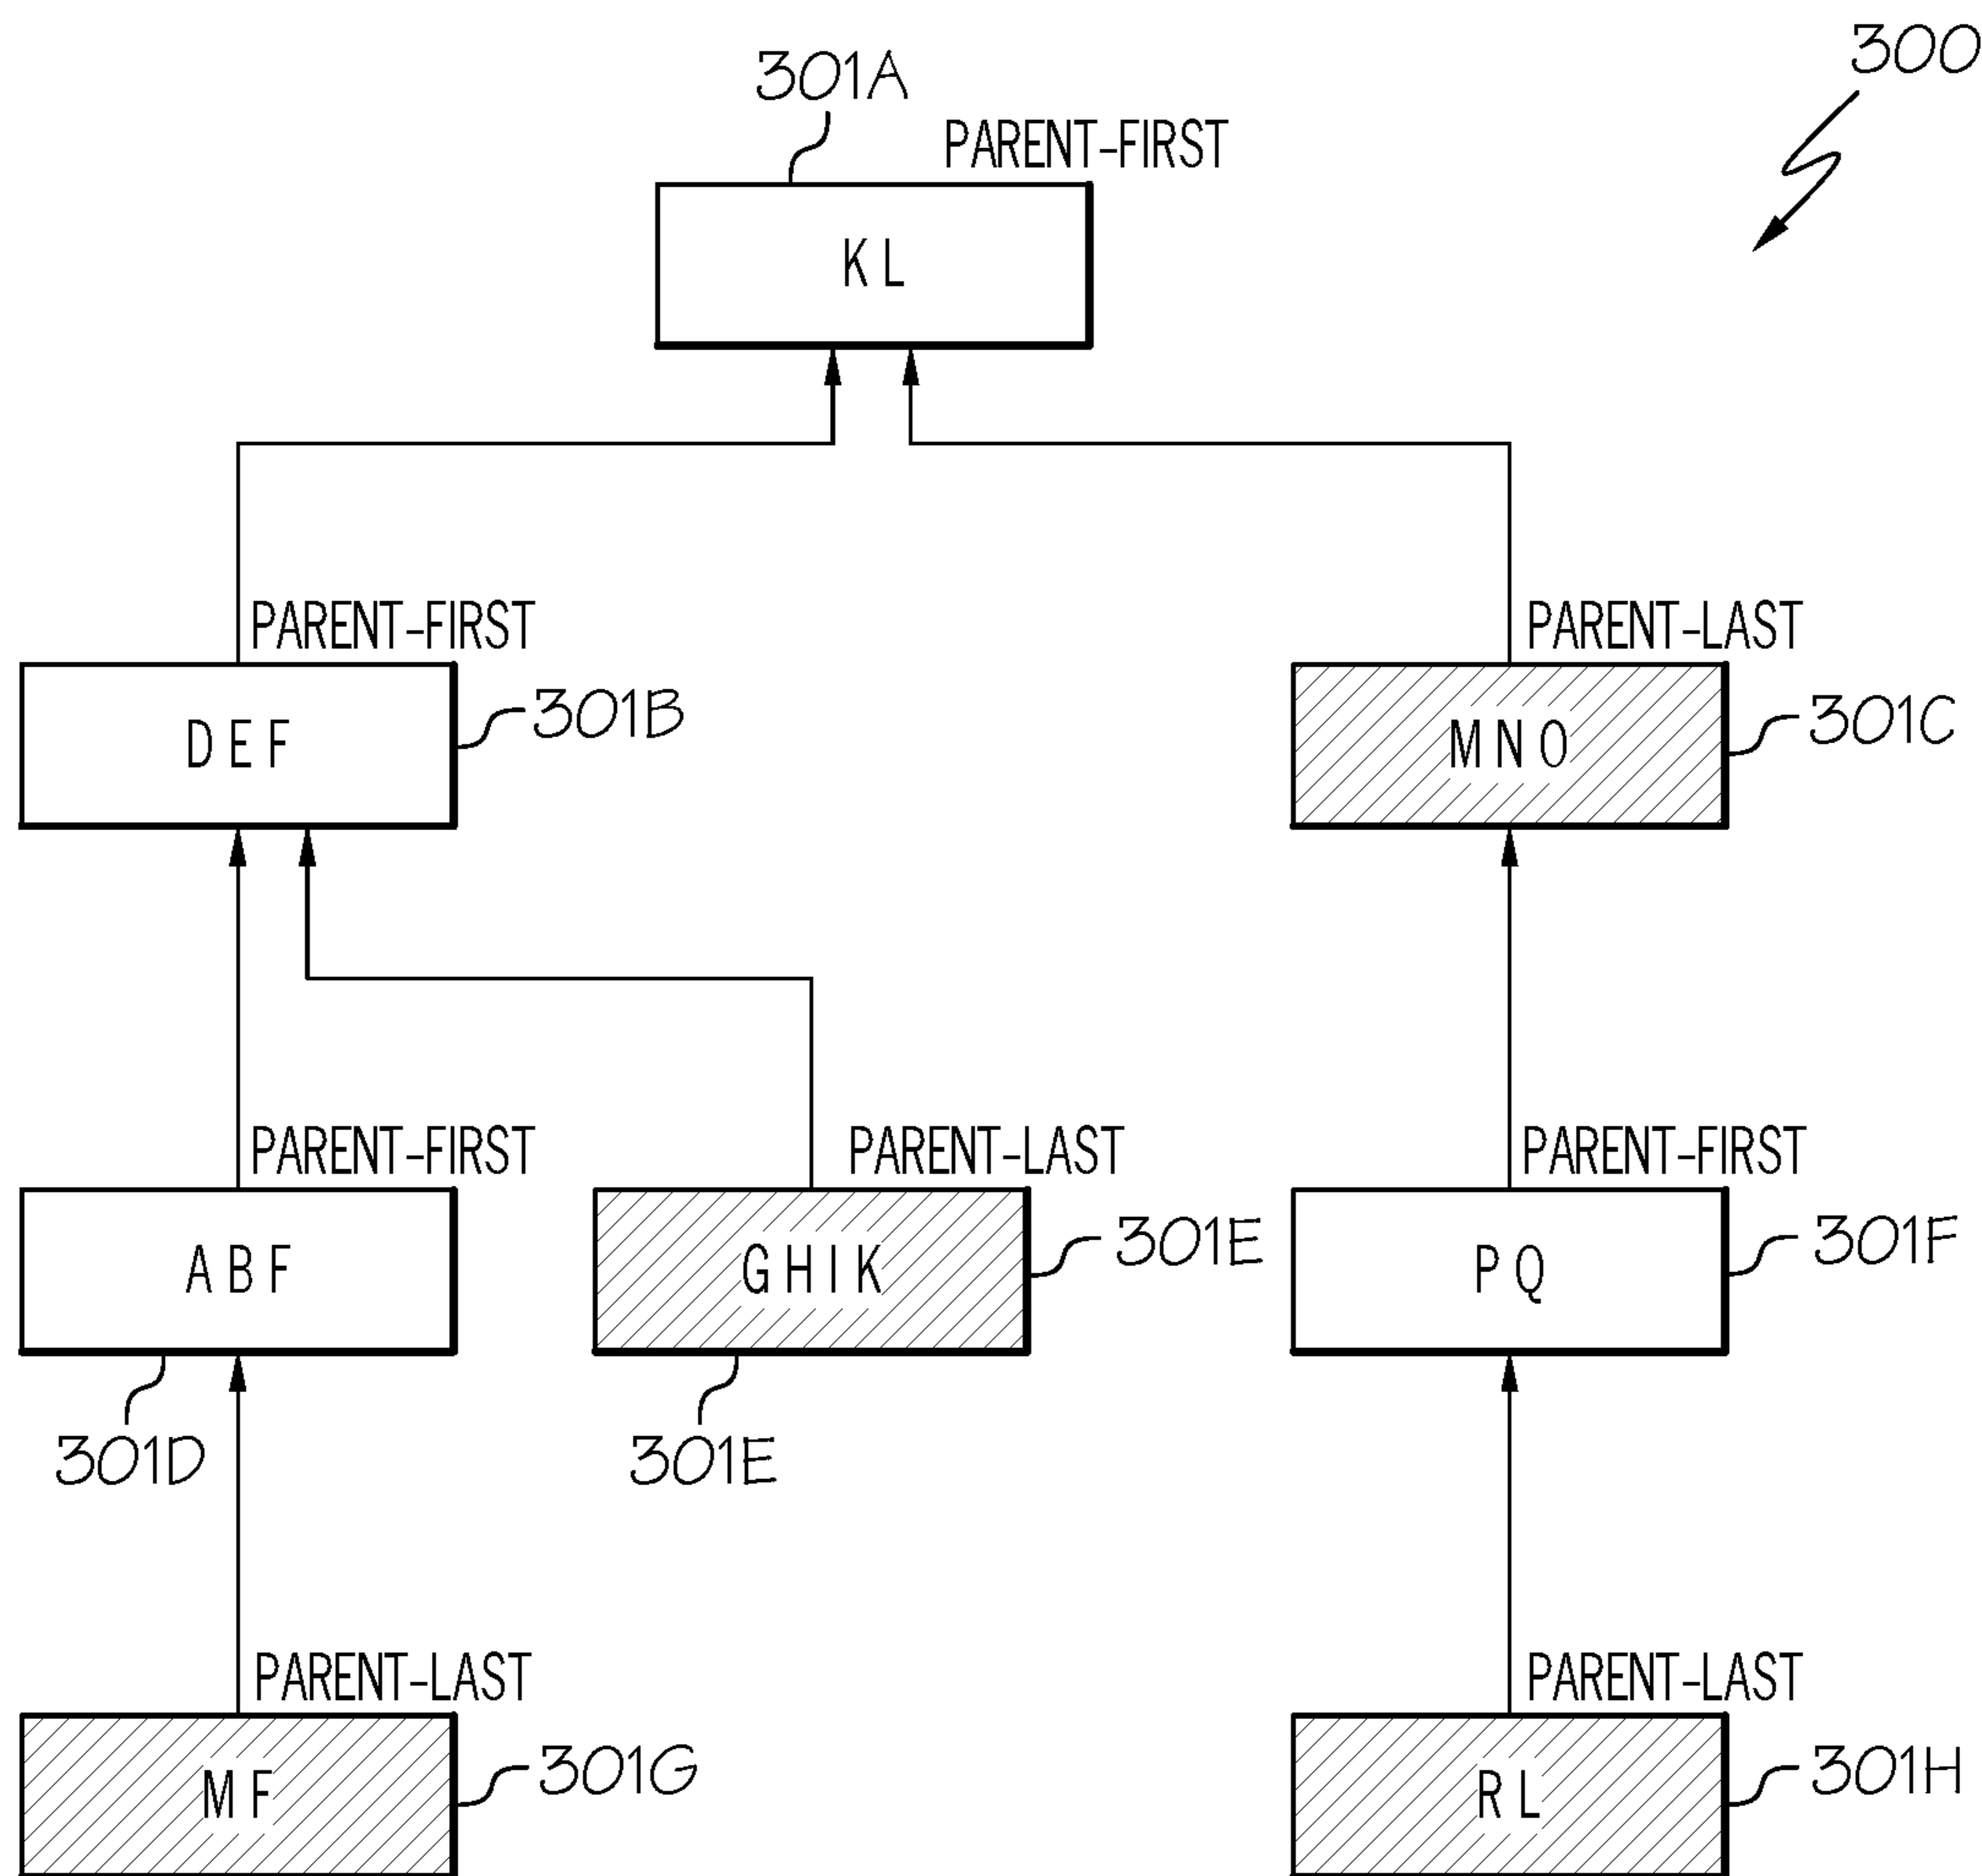 300
301A
PARENT-FIRST
K L
PARENT-FIRST
PARENT-LAST
D E F
301B
M N O
301C
PARENT-FIRST
PARENT-LAST
PARENT-FIRST
A B F
G H I K
301E
P Q
301F
301D
301E
PARENT-LAST
PARENT-LAST
M F
301G
R L
301H